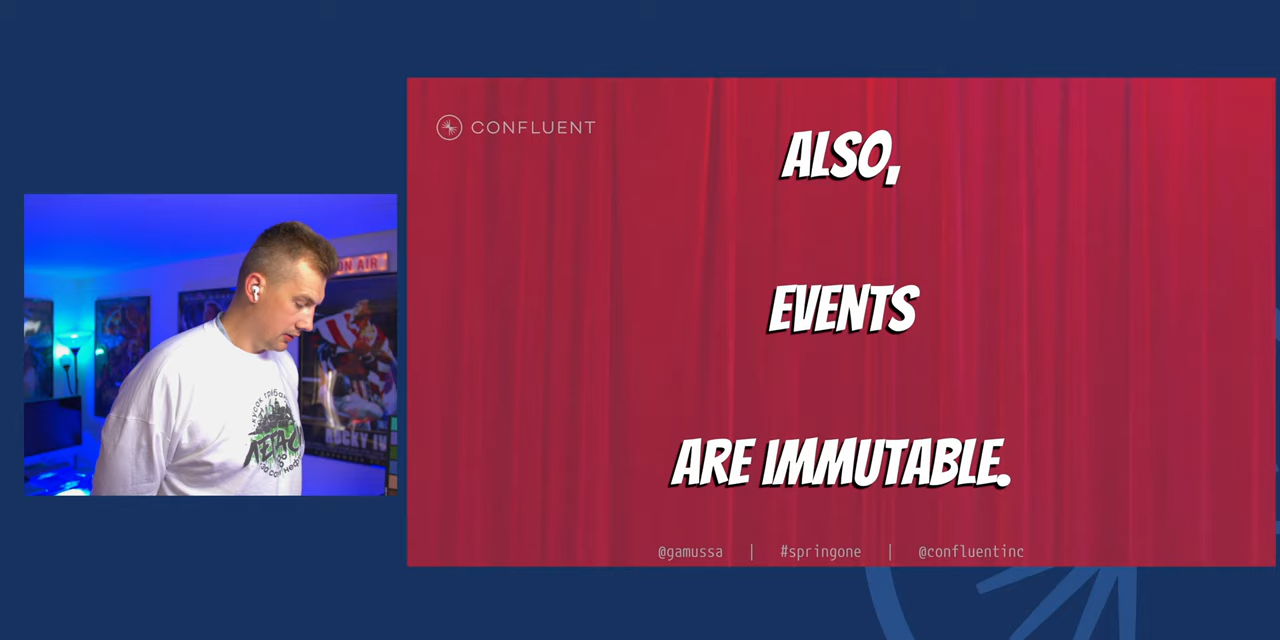 CONFLUENT
ALSO,
EVENTS
ARE IMMUTABLE.
@gamussa | #springone | @confluentinc
ON AIR
ROCKY IV